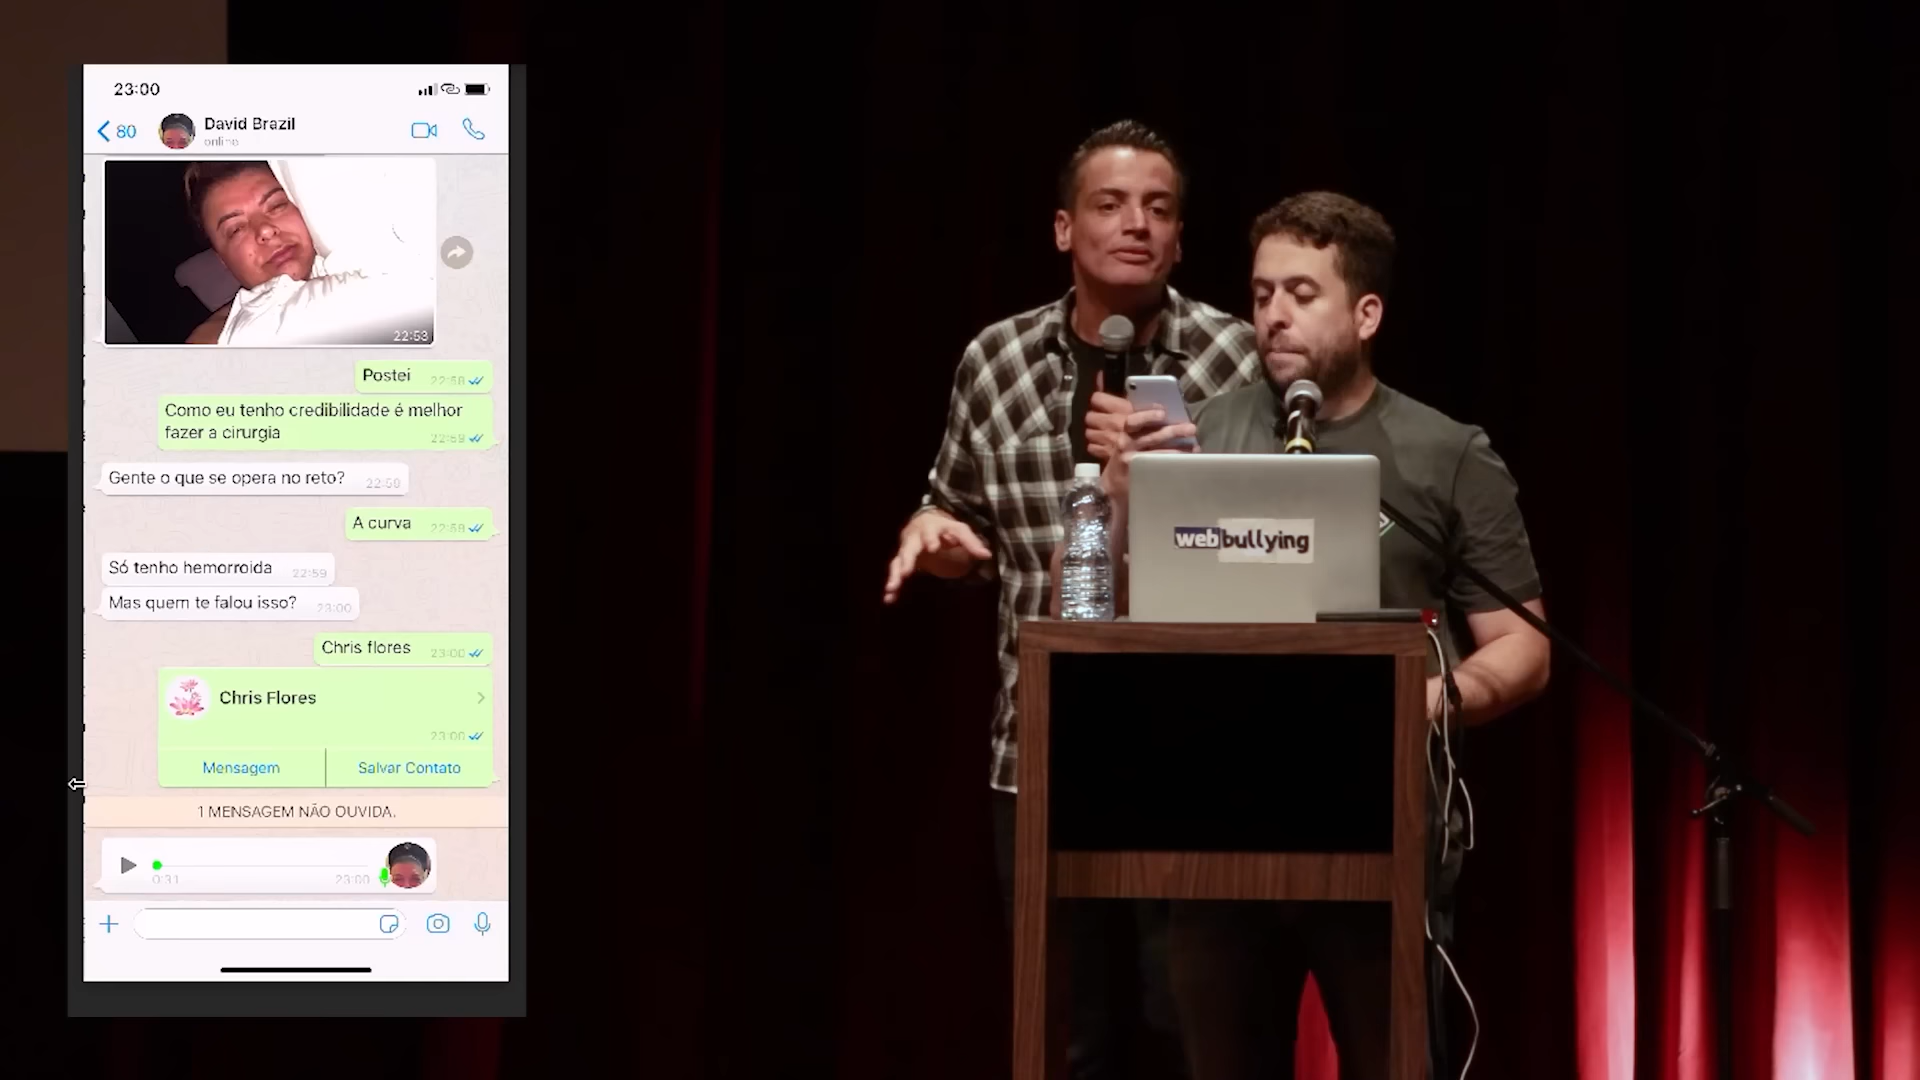 23:00
80
David Brazil
online
22:53
Postei 22:58
Como eu tenho credibilidade é melhor
fazer a cirurgia 22:59
Gente o que se opera no reto? 22:59
A curva 22:59
Só tenho hemorroida 22:59
Mas quem te falou isso? 23:00
Chris flores 23:00
Chris Flores
23:00
Mensagem Salvar Contato
1 MENSAGEM NÃO OUVIDA.
0:31 23:00
webbullying